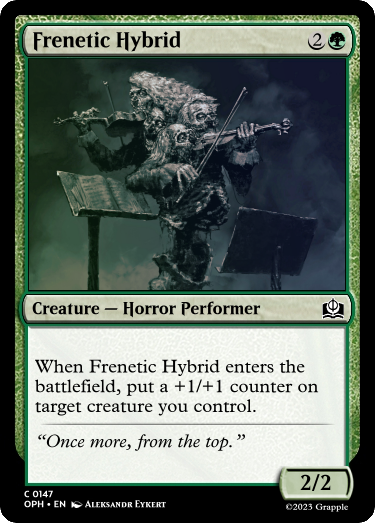 Frenetic Hybrid 2
Creature — Horror Performer
When Frenetic Hybrid enters the
battlefield, put a +1/+1 counter on
target creature you control.
“Once more, from the top.”
2/2
C 0147
OPH • EN Aleksandr Eykert
©2023 Grapple